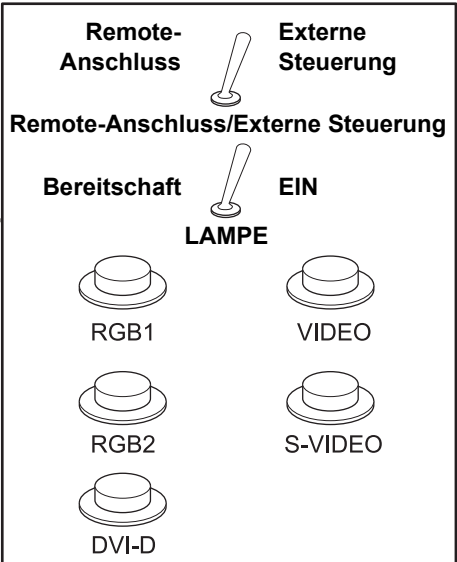 Remote- Externe
Anschluss Steuerung
Remote-Anschluss/Externe Steuerung
Bereitschaft EIN
LAMPE
RGB1 VIDEO
RGB2 S-VIDEO
DVI-D